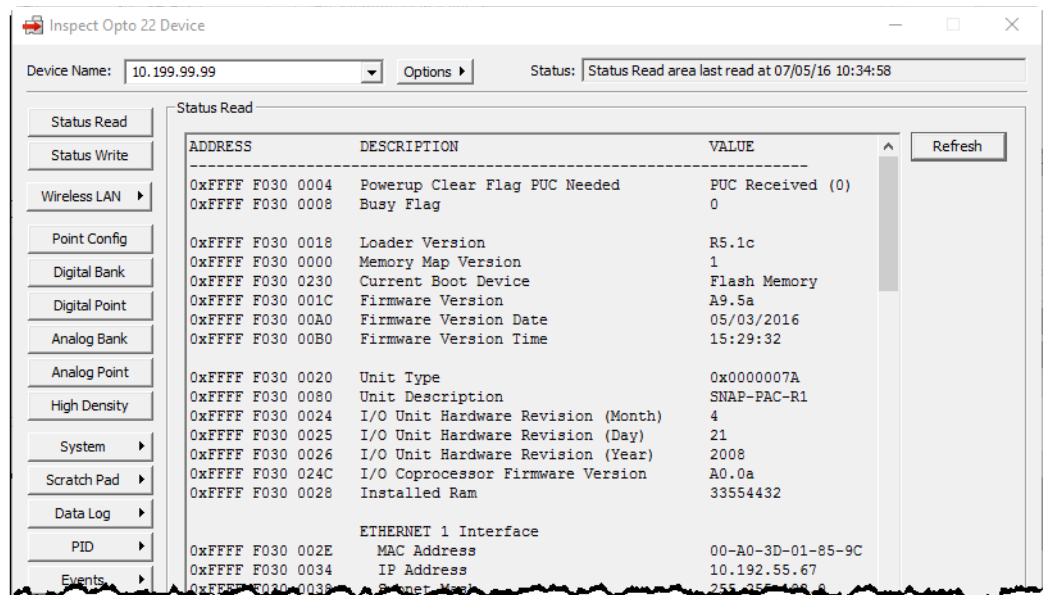 Inspect Opto 22 Device
Device Name: 10.199.99.99 Options Status: Status Read area last read at 07/05/16 10:34:58
Status Read
Status Write
Wireless LAN
Point Config
Digital Bank
Digital Point
Analog Bank
Analog Point
High Density
System
Scratch Pad
Data Log
PID
Events
Status Read
Refresh
ADDRESS DESCRIPTION VALUE
--------------------------------------------------------------------------
0xFFFF F030 0004 Powerup Clear Flag PUC Needed PUC Received (0)
0xFFFF F030 0008 Busy Flag 0
0xFFFF F030 0018 Loader Version R5.1c
0xFFFF F030 0000 Memory Map Version 1
0xFFFF F030 0230 Current Boot Device Flash Memory
0xFFFF F030 001C Firmware Version A9.5a
0xFFFF F030 00A0 Firmware Version Date 05/03/2016
0xFFFF F030 00B0 Firmware Version Time 15:29:32
0xFFFF F030 0020 Unit Type 0x0000007A
0xFFFF F030 0080 Unit Description SNAP-PAC-R1
0xFFFF F030 0024 I/O Unit Hardware Revision (Month) 4
0xFFFF F030 0025 I/O Unit Hardware Revision (Day) 21
0xFFFF F030 0026 I/O Unit Hardware Revision (Year) 2008
0xFFFF F030 024C I/O Coprocessor Firmware Version A0.0a
0xFFFF F030 0028 Installed Ram 33554432
ETHERNET 1 Interface
0xFFFF F030 002E MAC Address 00-A0-3D-01-85-9C
0xFFFF F030 0034 IP Address 10.192.55.67